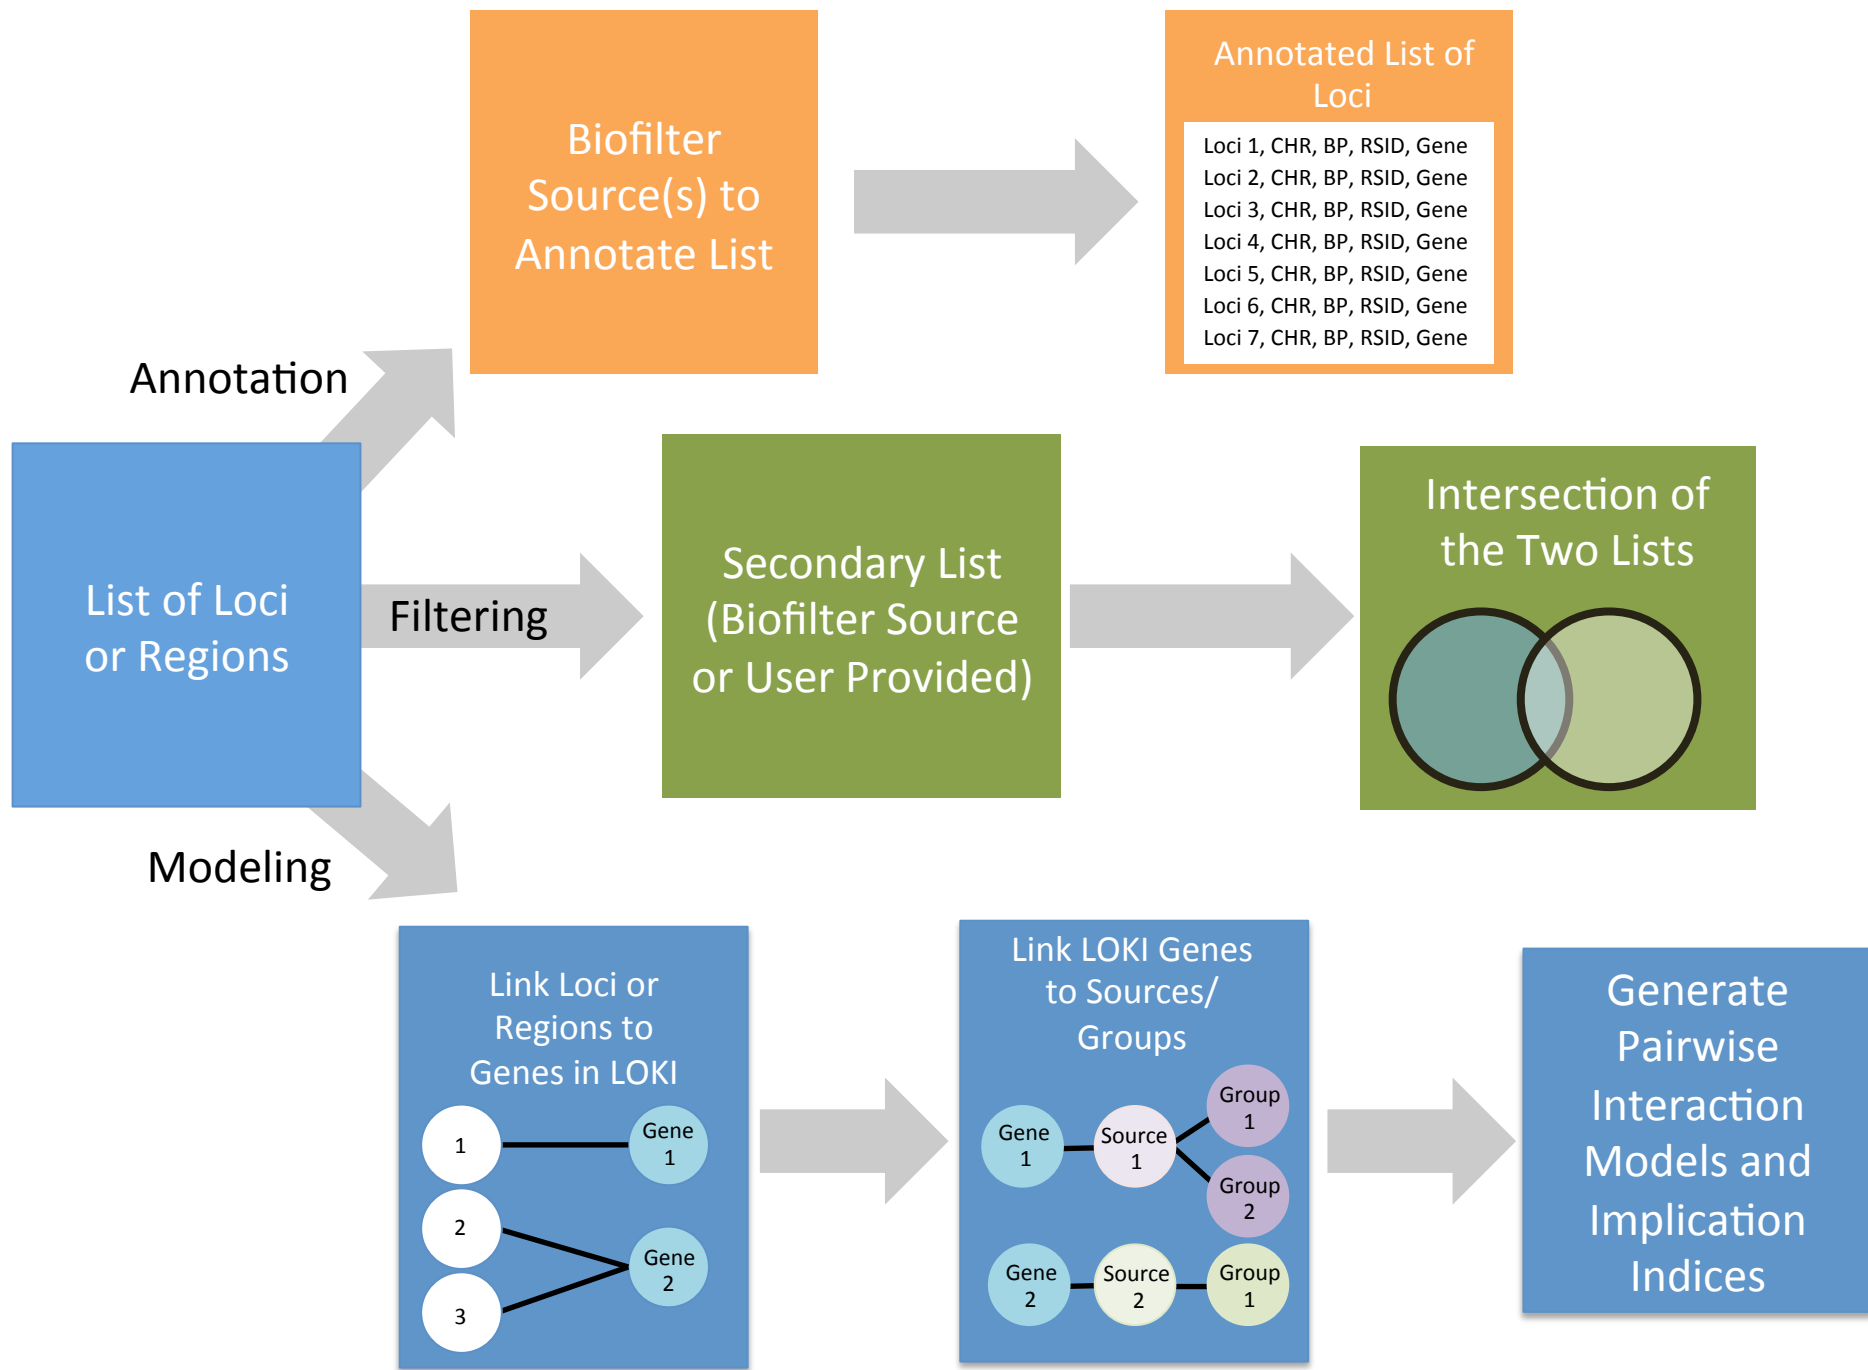 Biofilter
Source(s) to
Annotate List
Annotated List of
Loci
Loci 1, CHR, BP, RSID, Gene
Loci 2, CHR, BP, RSID, Gene
Loci 3, CHR, BP, RSID, Gene
Loci 4, CHR, BP, RSID, Gene
Loci 5, CHR, BP, RSID, Gene
Loci 6, CHR, BP, RSID, Gene
Loci 7, CHR, BP, RSID, Gene
Annotation
List of Loci
or Regions
Filtering
Secondary List
(Biofilter Source
or User Provided)
Intersection of
the Two Lists
Modeling
Link Loci or
Regions to
Genes in LOKI
1
Gene
1
2
Gene
2
3
Link LOKI Genes
to Sources/
Groups
Gene
1
Source
1
Group
1
Group
2
Gene
2
Source
2
Group
1
Generate
Pairwise
Interaction
Models and
Implication
Indices